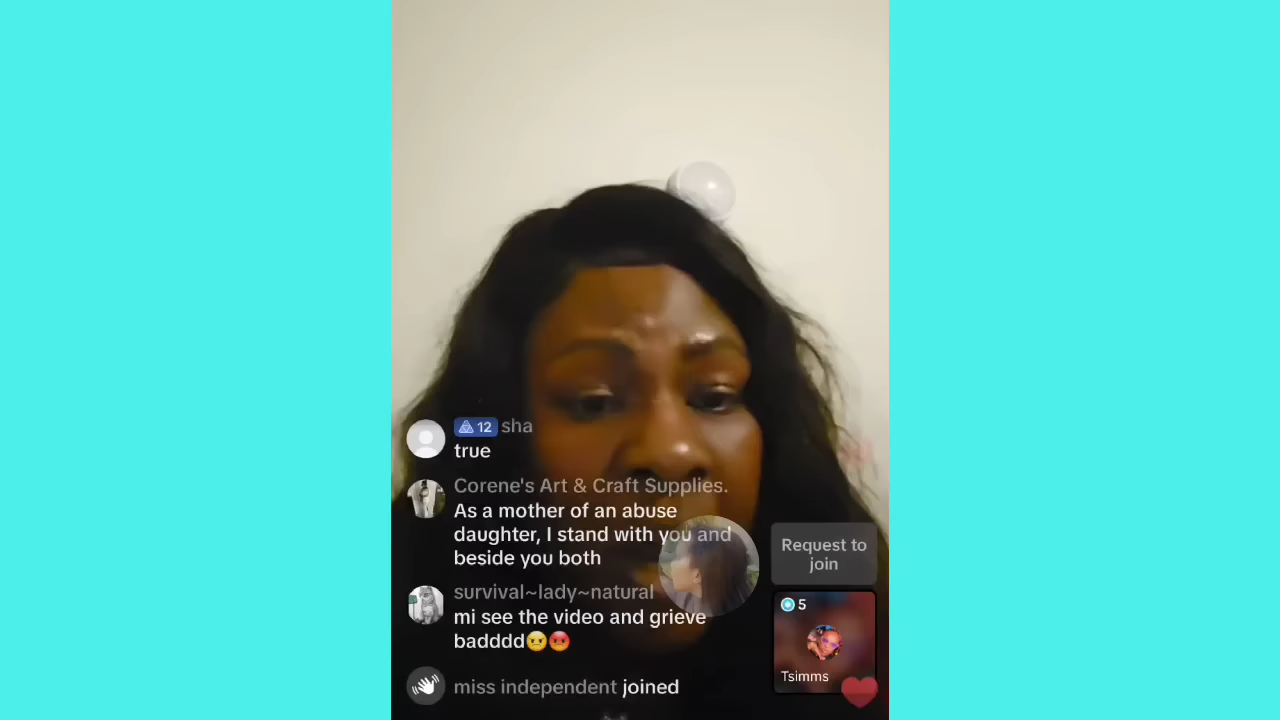 12 sha
true
Corene's Art & Craft Supplies.
As a mother of an abuse
daughter, I stand with you and
beside you both
survival~lady~natural
mi see the video and grieve
badddd😠😡
miss independent joined
Request to
join
5
Tsimms